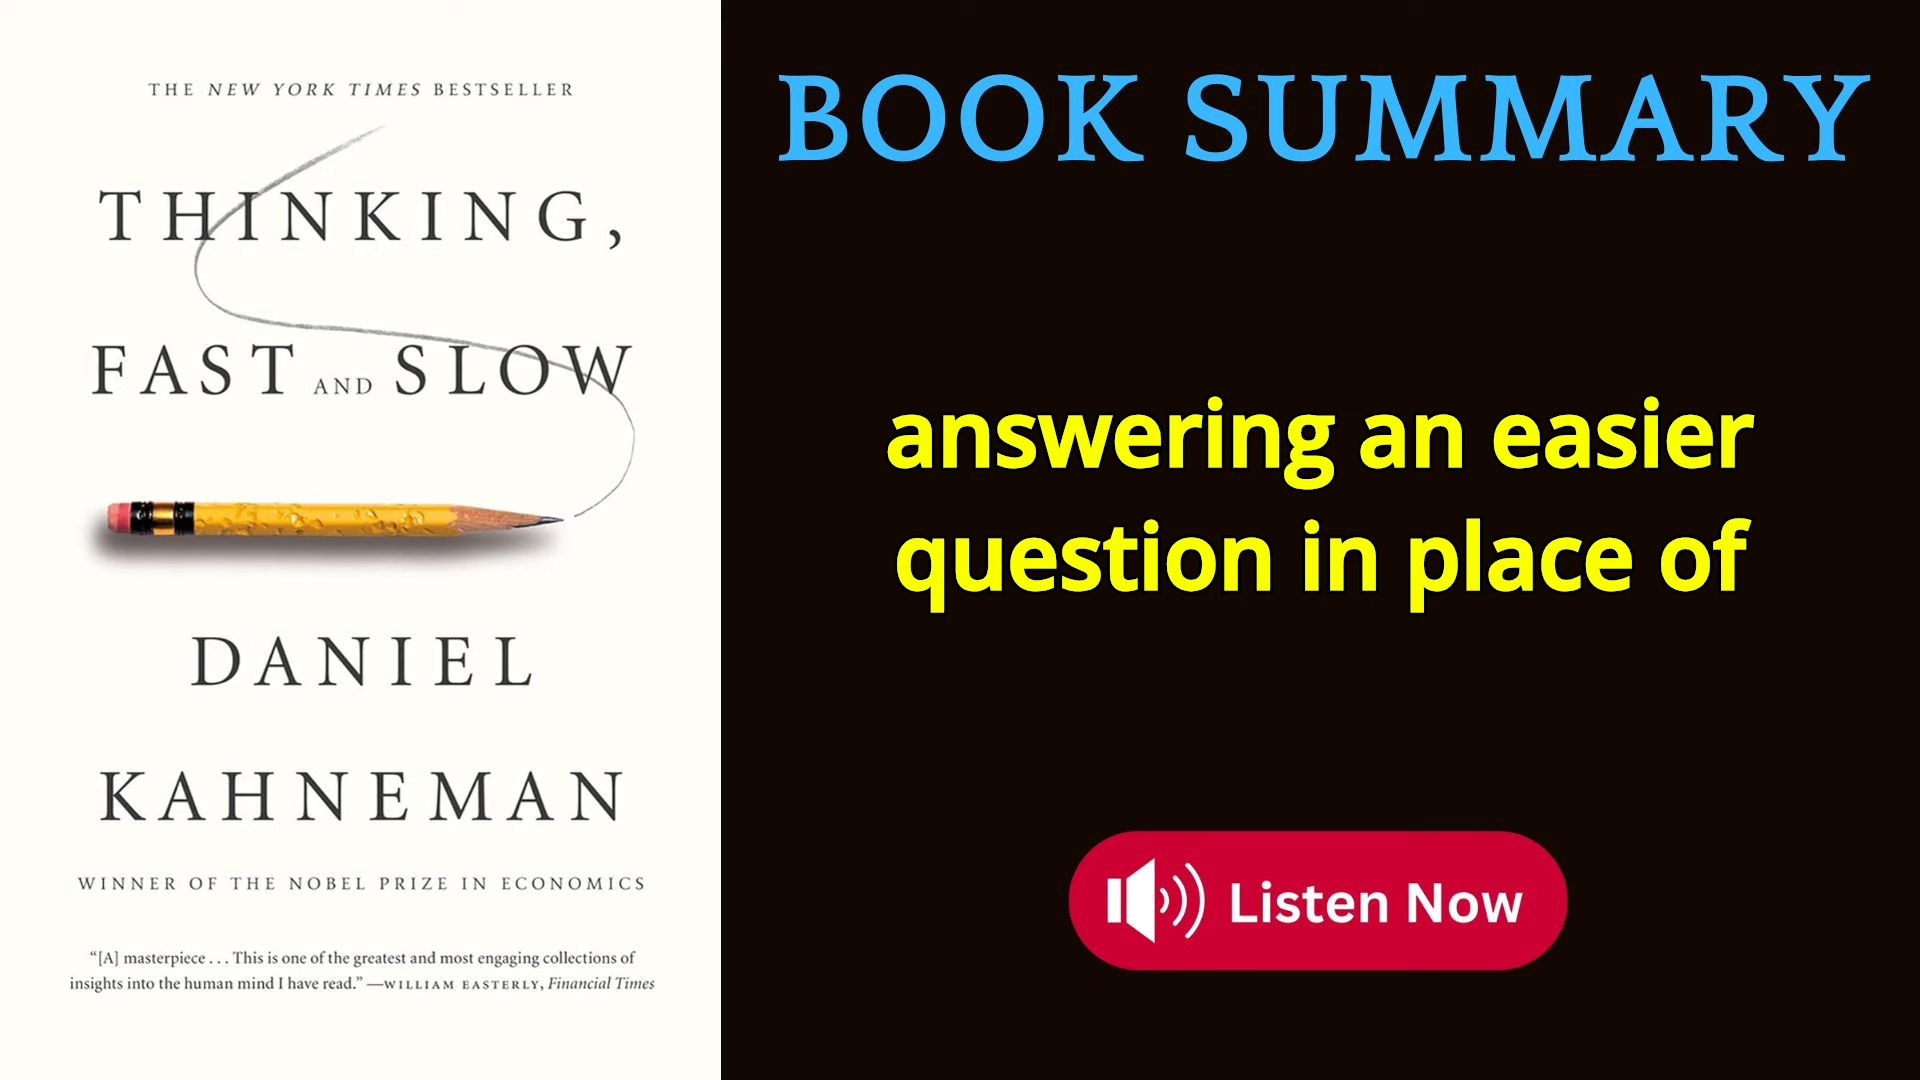 THE NEW YORK TIMES BESTSELLER
THINKING,
FAST AND SLOW
DANIEL
KAHNEMAN
WINNER OF THE NOBEL PRIZE IN ECONOMICS
“[A] masterpiece . . . This is one of the greatest and most engaging collections of
insights into the human mind I have read.” —WILLIAM EASTERLY, Financial Times
BOOK SUMMARY
answering an easier
question in place of
Listen Now